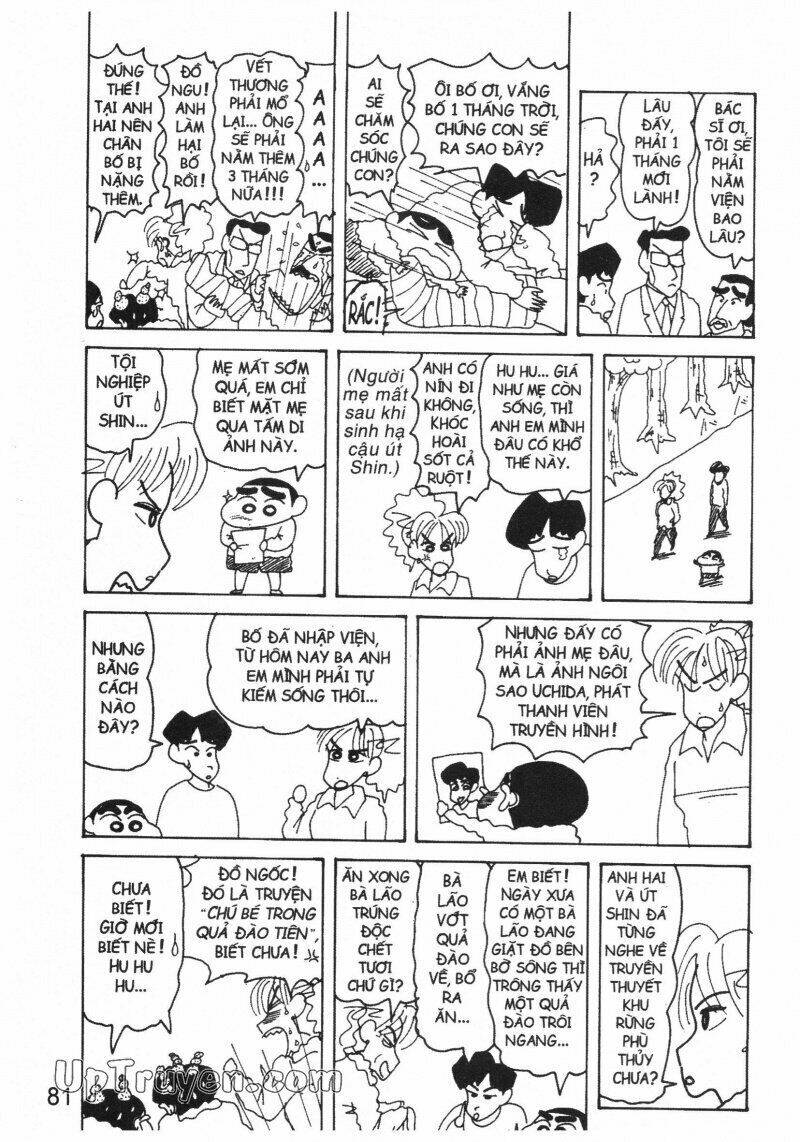 BÁC
SĨ ƠI,
TÔI SẼ
PHẢI
NẰM
VIỆN
BAO
LÂU?
LÂU
ĐẤY,
PHẢI 1
THÁNG
MỚI
LÀNH!
HẢ
?
ÔI BỐ ƠI, VẮNG
BỐ 1 THÁNG TRỜI,
CHÚNG CON SẼ
RA SAO ĐÂY?
AI
SẼ
CHĂM
SÓC
CHÚNG
CON?
RẮC!
A
A
A
A
...
VẾT
THƯƠNG
PHẢI MỔ
LẠI... ÔNG
SẼ PHẢI
NẰM THÊM
3 THÁNG
NỮA!!!
ĐỒ
NGU!
ANH
LÀM
HẠI
BỐ
RỒI!
ĐÚNG
THẾ!
TẠI ANH
HAI NÊN
CHÂN
BỐ BỊ
NẶNG
THÊM.
HU HU... GIÁ
NHƯ MẸ CÒN
SỐNG, THÌ
ANH EM MÌNH
ĐÂU CÓ KHỔ
THẾ NÀY.
ANH CÓ
NÍN ĐI
KHÔNG,
KHÓC
HOÀI
SỐT CẢ
RUỘT!
(Người
mẹ mất
sau khi
sinh hạ
cậu út
Shin.)
MẸ MẤT SỚM
QUÁ, EM CHỈ
BIẾT MẶT MẸ
QUA TẤM DI
ẢNH NÀY.
TỘI
NGHIỆP
ÚT
SHIN...
NHƯNG ĐẤY CÓ
PHẢI ẢNH MẸ ĐÂU,
MÀ LÀ ẢNH NGÔI
SAO UCHIDA, PHÁT
THANH VIÊN
TRUYỀN HÌNH!
BỐ ĐÃ NHẬP VIỆN,
TỪ HÔM NAY BA ANH
EM MÌNH PHẢI TỰ
KIẾM SỐNG THÔI...
NHƯNG
BẰNG
CÁCH
NÀO
ĐÂY?
ANH HAI
VÀ ÚT
SHIN ĐÃ
TỪNG
NGHE VỀ
TRUYỀN
THUYẾT
KHU
RỪNG
PHÙ
THỦY
CHƯA?
EM BIẾT!
NGÀY XƯA
CÓ MỘT BÀ
LÃO ĐANG
GIẶT ĐỒ BÊN
BỜ SÔNG THÌ
TRÔNG THẤY
MỘT QUẢ
ĐÀO TRÔI
NGANG...
BÀ
LÃO
VỚT
QUẢ
ĐÀO
VỀ, BỔ
RA
ĂN...
ĂN XONG
BÀ LÃO
TRÚNG
ĐỘC
CHẾT
TƯƠI
CHỨ GÌ?
ĐỒ NGỐC!
ĐÓ LÀ TRUYỆN
"CHÚ BÉ TRONG
QUẢ ĐÀO TIÊN",
BIẾT CHƯA!
CHƯA
BIẾT!
GIỜ MỚI
BIẾT NÈ!
HU HU
HU...
UpTruyen.com
81